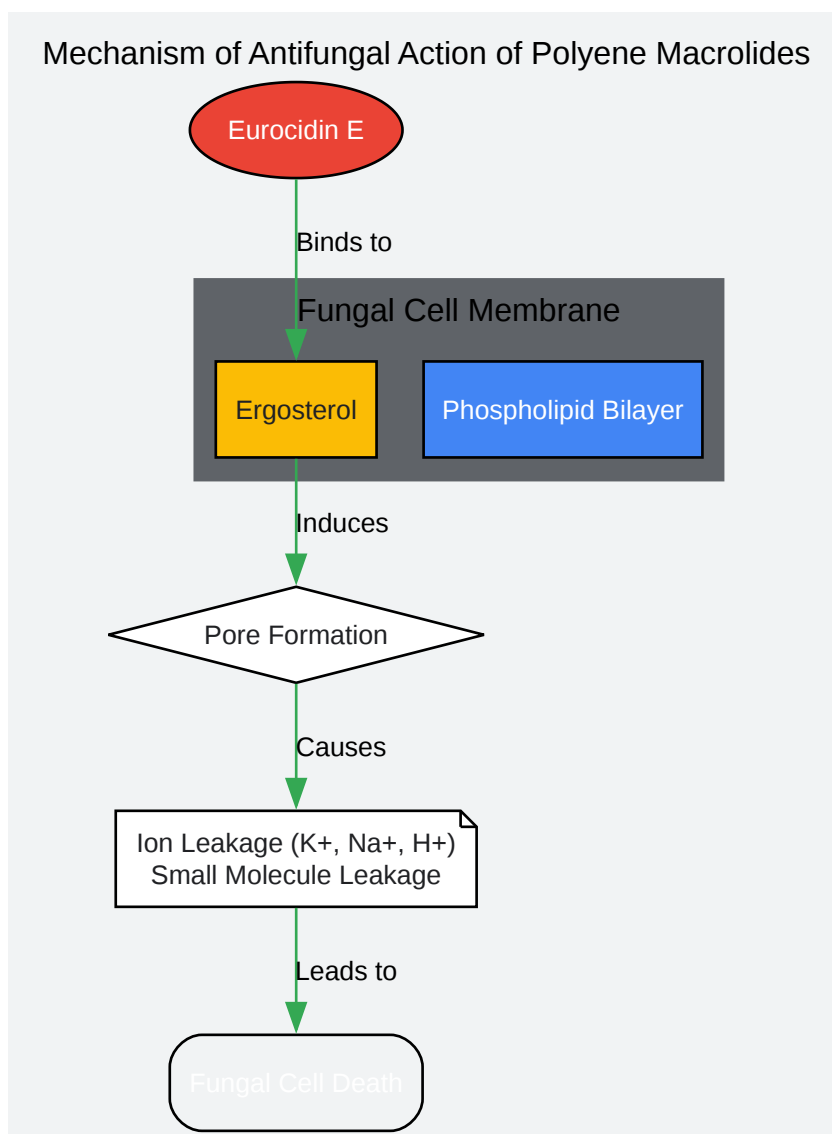 Mechanism of Antifungal Action of Polyene Macrolides
Eurocidin E
Binds to
Fungal Cell Membrane
Ergosterol
Phospholipid Bilayer
Induces
Pore Formation
Causes
Ion Leakage (K+, Na+, H+)
Small Molecule Leakage
Leads to
Fungal Cell Death